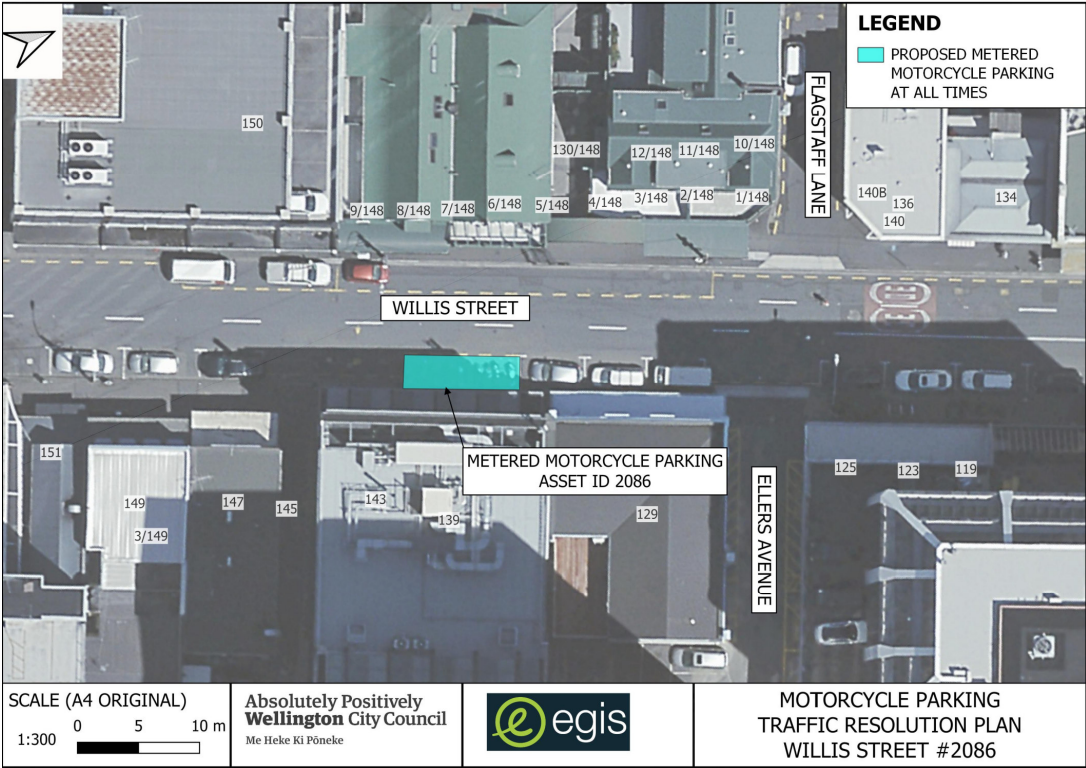 LEGEND
PROPOSED METERED
MOTORCYCLE PARKING
AT ALL TIMES
FLAGSTAFF LANE
150
130/148
12/148
11/148
10/148
9/148
8/148
7/148
6/148
5/148
4/148
3/148
2/148
1/148
140B
136
140
134
WILLIS STREET
METERED MOTORCYCLE PARKING
ASSET ID 2086
151
149
3/149
147
145
143
139
129
ELLERS AVENUE
125
123
119
SCALE (A4 ORIGINAL)
1:300
0 5 10 m
Absolutely Positively
Wellington City Council
Me Heke Ki Pōneke
egis
MOTORCYCLE PARKING
TRAFFIC RESOLUTION PLAN
WILLIS STREET #2086